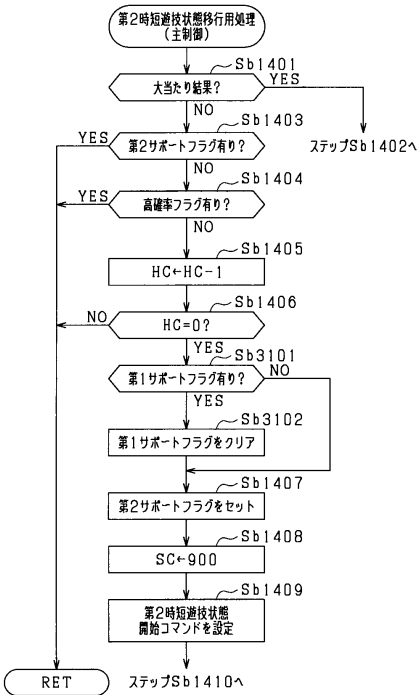 第2時短遊技状態移行用処理
(主制御)
Sb1401
大当たり結果?
YES
NO
Sb1403
YES
第2サポートフラグ有り?
ステップSb1402へ
NO
Sb1404
YES
高確率フラグ有り?
NO
Sb1405
HC←HC-1
Sb1406
NO
HC=0?
YES
Sb3101
NO
第1サポートフラグ有り?
YES
Sb3102
第1サポートフラグをクリア
Sb1407
第2サポートフラグをセット
Sb1408
SC←900
Sb1409
第2時短遊技状態
開始コマンドを設定
RET
ステップSb1410へ